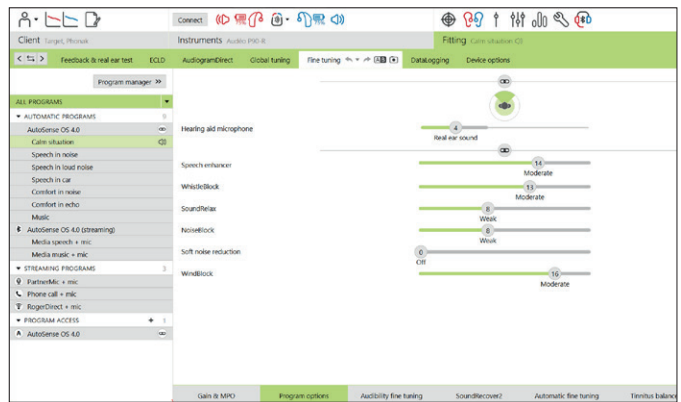 Connect
Client Target, Phonak
Instruments Audéo P90-R
Fitting Calm situation
Feedback & real ear test
ECLD
AudiogramDirect
Global tuning
Fine tuning
DataLogging
Device options
Program manager >>
ALL PROGRAMS
AUTOMATIC PROGRAMS 9
AutoSense OS 4.0
Calm situation
Speech in noise
Speech in loud noise
Speech in car
Comfort in noise
Comfort in echo
Music
AutoSense OS 4.0 (streaming)
Media speech + mic
Media music + mic
STREAMING PROGRAMS 3
PartnerMic + mic
Phone call + mic
RogerDirect + mic
PROGRAM ACCESS + 1
A AutoSense OS 4.0
Hearing aid microphone
4
Real ear sound
Speech enhancer
14
Moderate
WhistleBlock
13
Moderate
SoundRelax
8
Weak
NoiseBlock
8
Weak
Soft noise reduction
0
Off
WindBlock
16
Moderate
Gain & MPO
Program options
Audibility fine tuning
SoundRecover2
Automatic fine tuning
Tinnitus balance